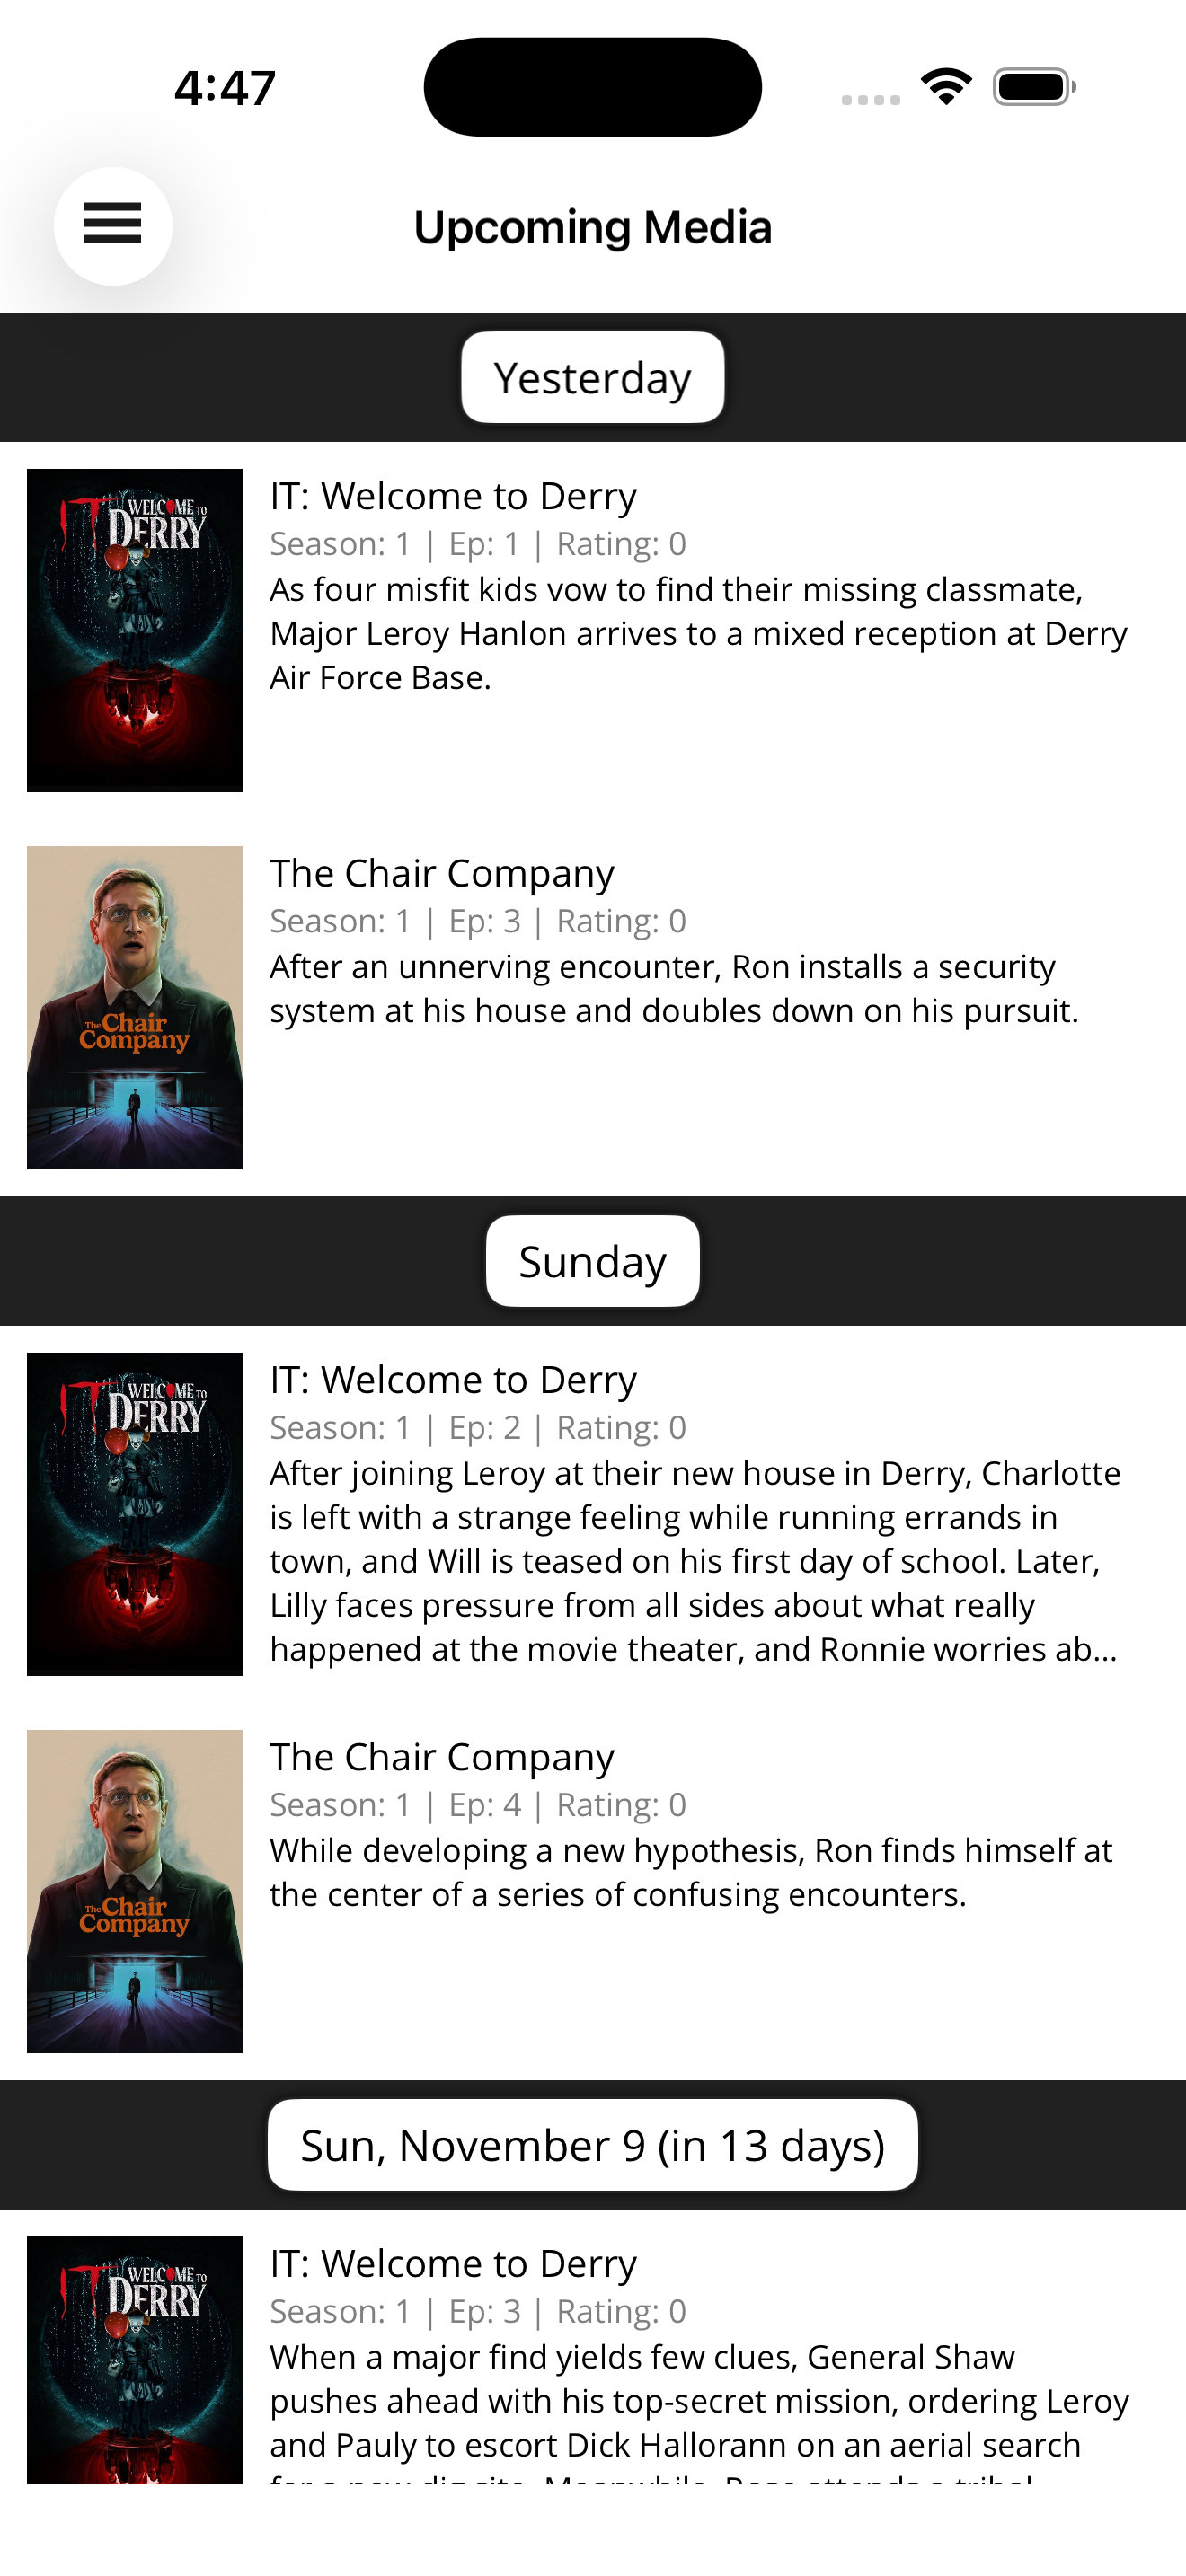 4:47
Upcoming Media
Yesterday
IT WELCOME TO
DERRY
IT: Welcome to Derry
Season: 1 | Ep: 1 | Rating: 0
As four misfit kids vow to find their missing classmate,
Major Leroy Hanlon arrives to a mixed reception at Derry
Air Force Base.
The Chair
Company
The Chair Company
Season: 1 | Ep: 3 | Rating: 0
After an unnerving encounter, Ron installs a security
system at his house and doubles down on his pursuit.
Sunday
IT WELCOME TO
DERRY
IT: Welcome to Derry
Season: 1 | Ep: 2 | Rating: 0
After joining Leroy at their new house in Derry, Charlotte
is left with a strange feeling while running errands in
town, and Will is teased on his first day of school. Later,
Lilly faces pressure from all sides about what really
happened at the movie theater, and Ronnie worries ab...
The Chair
Company
The Chair Company
Season: 1 | Ep: 4 | Rating: 0
While developing a new hypothesis, Ron finds himself at
the center of a series of confusing encounters.
Sun, November 9 (in 13 days)
IT WELCOME TO
DERRY
IT: Welcome to Derry
Season: 1 | Ep: 3 | Rating: 0
When a major find yields few clues, General Shaw
pushes ahead with his top-secret mission, ordering Leroy
and Pauly to escort Dick Hallorann on an aerial search
for a new dig site. Meanwhile, Rose attends a tribal